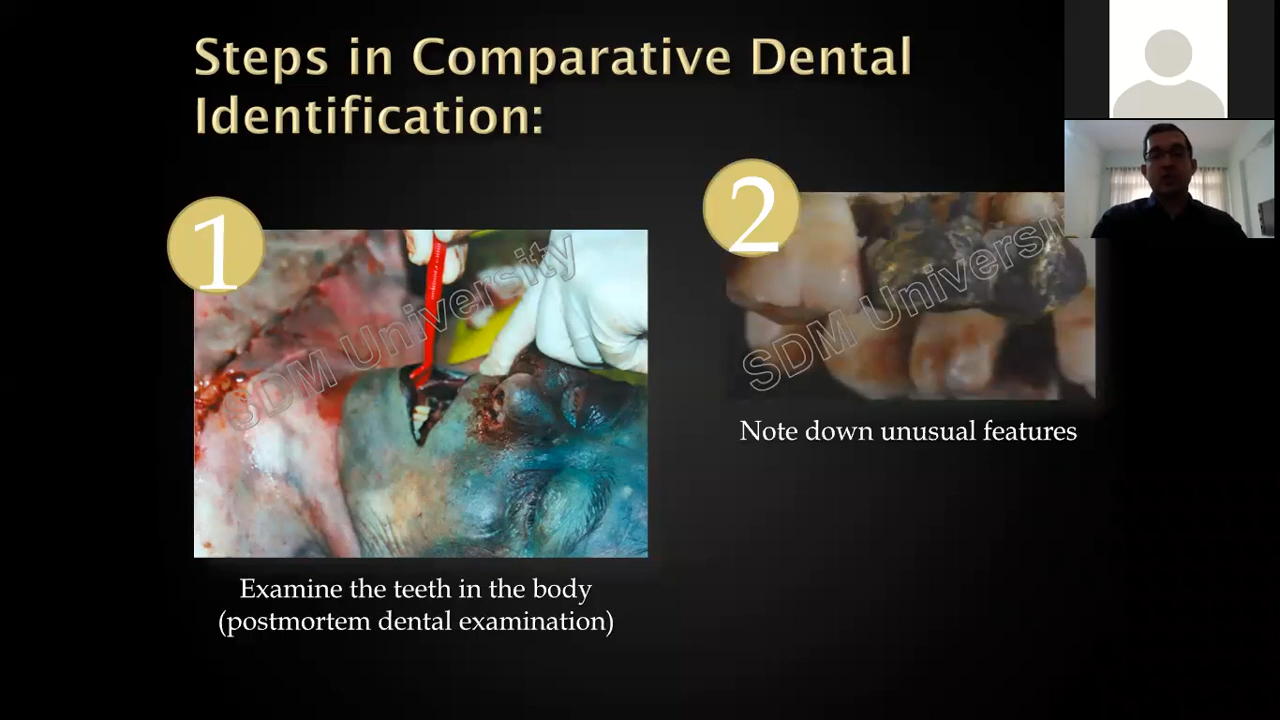 Steps in Comparative Dental
Identification:
1
SDM University
Examine the teeth in the body
(postmortem dental examination)
2
SDM University
Note down unusual features